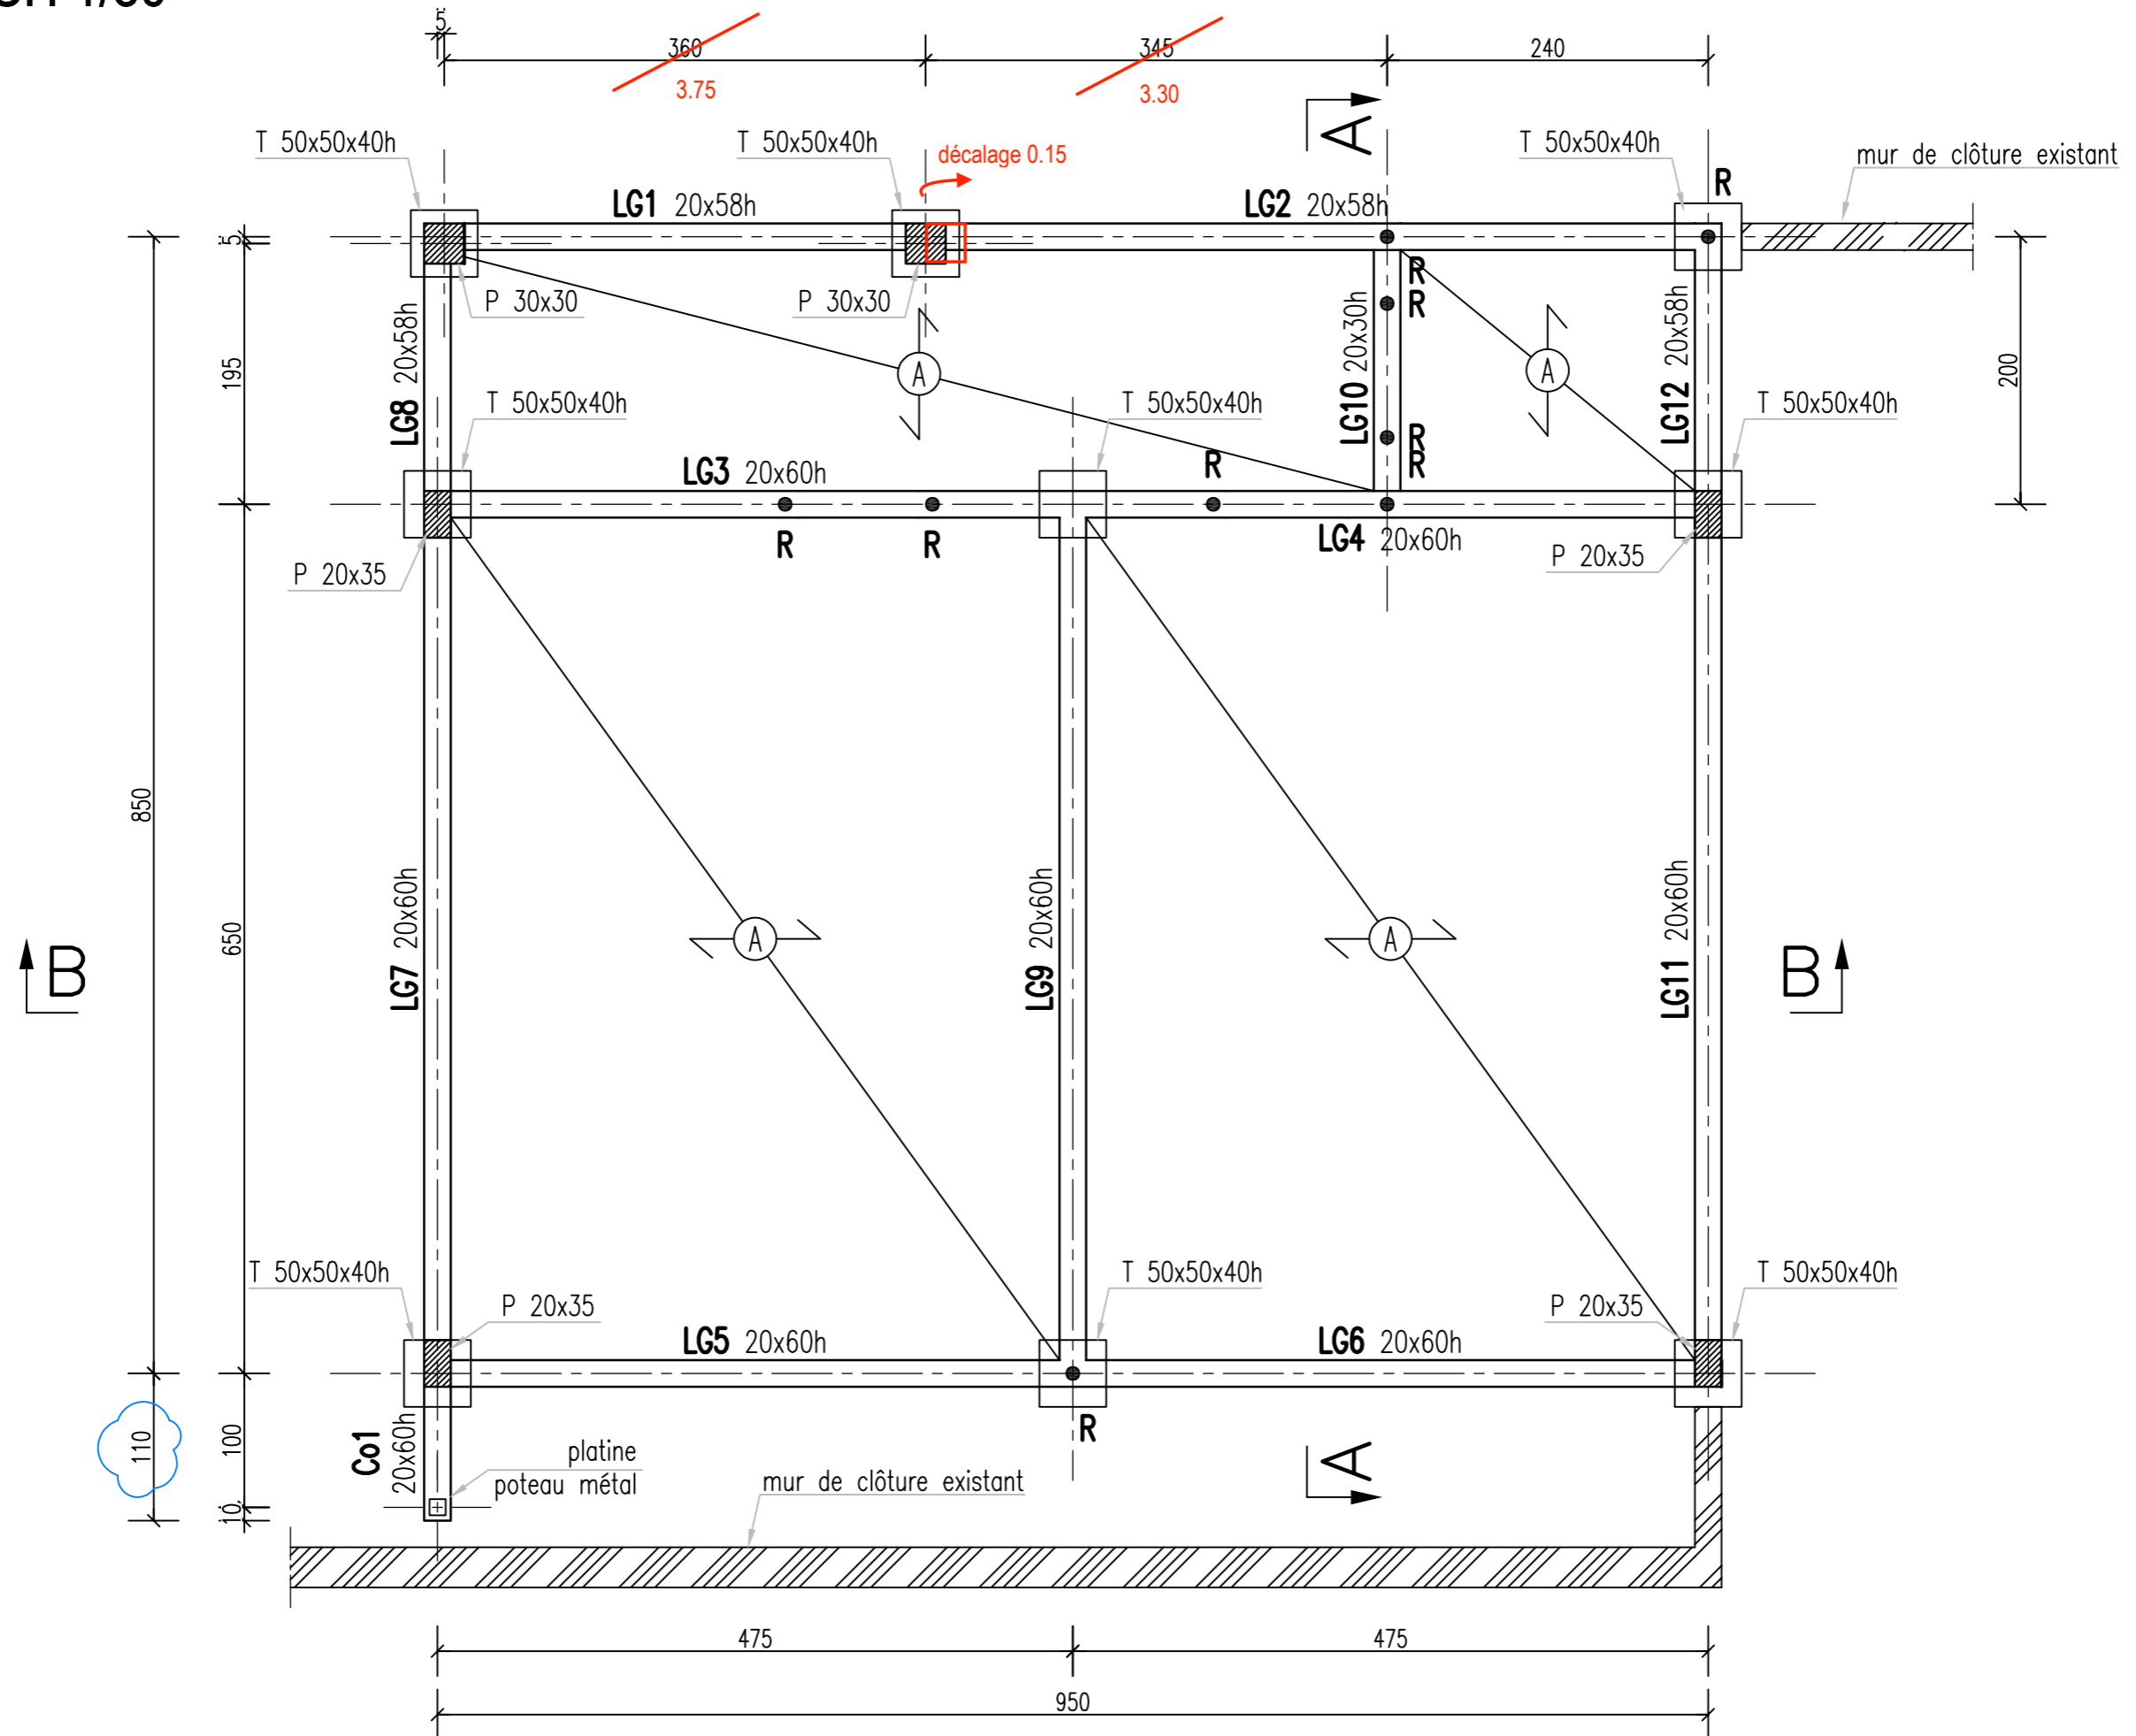 1/50
5
360
345
240
3.75
3.30
A
T 50x50x40h
T 50x50x40h
décalage 0.15
T 50x50x40h
mur de clôture existant
R
LG1 20x58h
LG2 20x58h
5
P 30x30
P 30x30
R
R
LG8 20x58h
195
A
LG10 20x30h
A
LG12 20x58h
200
T 50x50x40h
T 50x50x40h
T 50x50x40h
R
R
LG3 20x60h
R
R
R
LG4 20x60h
P 20x35
P 20x35
850
650
LG7 20x60h
LG9 20x60h
LG11 20x60h
A
A
B
B
T 50x50x40h
T 50x50x40h
T 50x50x40h
P 20x35
P 20x35
LG5 20x60h
LG6 20x60h
R
110
100
10
Co1 20x60h
platine
poteau métal
mur de clôture existant
A
475
475
950